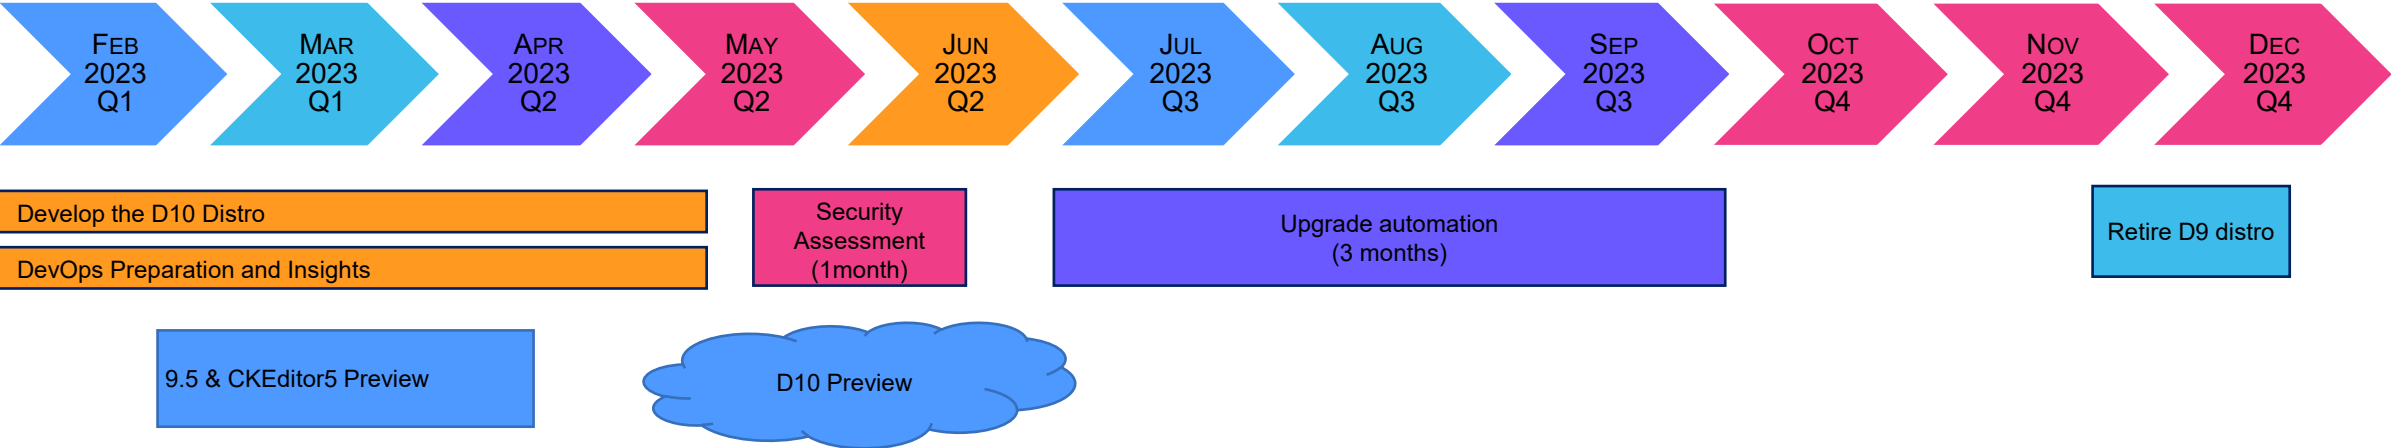 FEB
2023
Q1
MAR
2023
Q1
APR
2023
Q2
MAY
2023
Q2
JUN
2023
Q2
JUL
2023
Q3
AUG
2023
Q3
SEP
2023
Q3
OCT
2023
Q4
NOV
2023
Q4
DEC
2023
Q4
Develop the D10 Distro
DevOps Preparation and Insights
Security
Assessment
(1month)
Upgrade automation
(3 months)
Retire D9 distro
9.5 & CKEditor5 Preview
D10 Preview